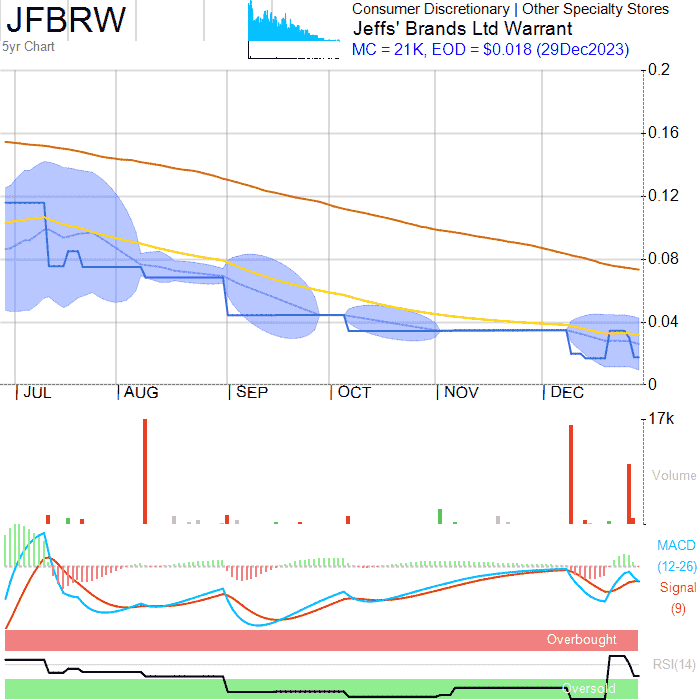 JFBRW
5yr Chart
Consumer Discretionary | Other Specialty Stores
Jeffs' Brands Ltd Warrant
MC = 21K, EOD = $0.018 (29Dec2023)
0.2
0.16
0.12
0.08
0.04
0
JUL AUG SEP OCT NOV DEC
17k
Volume
MACD
(12-26)
Signal
(9)
Overbought
RSI(14)
Oversold